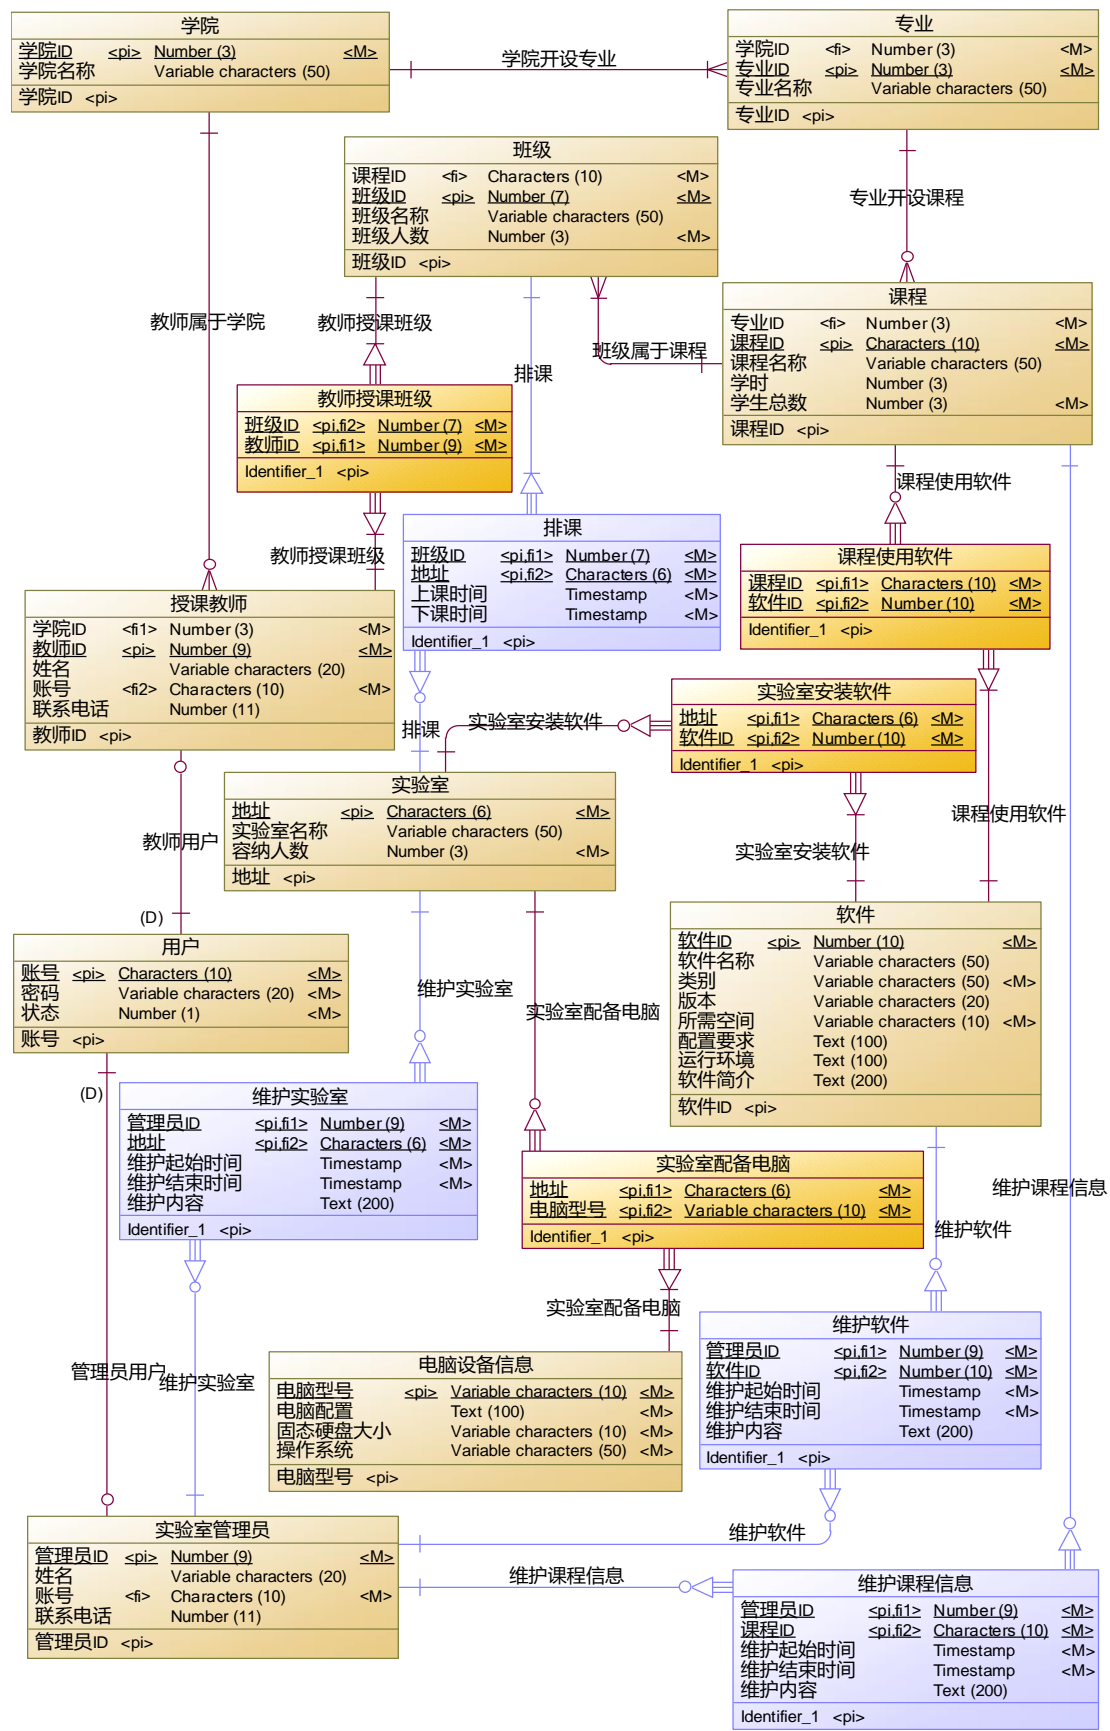 学院
学院ID <pi> Number (3) <M>
学院名称 Variable characters (50)
学院ID <pi>
学院开设专业
专业
学院ID <fi> Number (3) <M>
专业ID <pi> Number (3) <M>
专业名称 Variable characters (50)
专业ID <pi>
班级
课程ID <fi> Characters (10) <M>
班级ID <pi> Number (7) <M>
班级名称 Variable characters (50)
班级人数 Number (3) <M>
班级ID <pi>
专业开设课程
教师属于学院
教师授课班级
排课
班级属于课程
课程
专业ID <fi> Number (3) <M>
课程ID <pi> Characters (10) <M>
课程名称 Variable characters (50)
学时 Number (3)
学生总数 Number (3) <M>
课程ID <pi>
教师授课班级
班级ID <pi,fi2> Number (7) <M>
教师ID <pi,fi1> Number (9) <M>
Identifier_1 <pi>
课程使用软件
教师授课班级
排课
班级ID <pi,fi1> Number (7) <M>
地址 <pi,fi2> Characters (6) <M>
上课时间 Timestamp <M>
下课时间 Timestamp <M>
Identifier_1 <pi>
课程使用软件
课程ID <pi,fi1> Characters (10) <M>
软件ID <pi,fi2> Number (10) <M>
Identifier_1 <pi>
授课教师
学院ID <fi1> Number (3) <M>
教师ID <pi> Number (9) <M>
姓名 Variable characters (20)
账号 <fi2> Characters (10) <M>
联系电话 Number (11)
教师ID <pi>
排课
实验室安装软件
实验室安装软件
地址 <pi,fi1> Characters (6) <M>
软件ID <pi,fi2> Number (10) <M>
Identifier_1 <pi>
实验室
地址 <pi> Characters (6) <M>
实验室名称 Variable characters (50)
容纳人数 Number (3) <M>
地址 <pi>
教师用户
(D)
实验室安装软件
课程使用软件
用户
账号 <pi> Characters (10) <M>
密码 Variable characters (20) <M>
状态 Number (1) <M>
账号 <pi>
(D)
维护实验室
实验室配备电脑
软件
软件ID <pi> Number (10) <M>
软件名称 Variable characters (50)
类别 Variable characters (50) <M>
版本 Variable characters (20)
所需空间 Variable characters (10) <M>
配置要求 Text (100)
运行环境 Text (100)
软件简介 Text (200)
软件ID <pi>
维护实验室
管理员ID <pi,fi1> Number (9) <M>
地址 <pi,fi2> Characters (6) <M>
维护起始时间 Timestamp <M>
维护结束时间 Timestamp <M>
维护内容 Text (200)
Identifier_1 <pi>
实验室配备电脑
地址 <pi,fi1> Characters (6) <M>
电脑型号 <pi,fi2> Variable characters (10) <M>
Identifier_1 <pi>
维护课程信息
维护软件
实验室配备电脑
管理员用户
维护实验室
电脑设备信息
电脑型号 <pi> Variable characters (10) <M>
电脑配置 Text (100) <M>
固态硬盘大小 Variable characters (10) <M>
操作系统 Variable characters (50) <M>
电脑型号 <pi>
维护软件
管理员ID <pi,fi1> Number (9) <M>
软件ID <pi,fi2> Number (10) <M>
维护起始时间 Timestamp <M>
维护结束时间 Timestamp <M>
维护内容 Text (200)
Identifier_1 <pi>
实验室管理员
管理员ID <pi> Number (9) <M>
姓名 Variable characters (20)
账号 <fi> Characters (10) <M>
联系电话 Number (11)
管理员ID <pi>
维护软件
维护课程信息
维护课程信息
管理员ID <pi,fi1> Number (9) <M>
课程ID <pi,fi2> Characters (10) <M>
维护起始时间 Timestamp <M>
维护结束时间 Timestamp <M>
维护内容 Text (200)
Identifier_1 <pi>